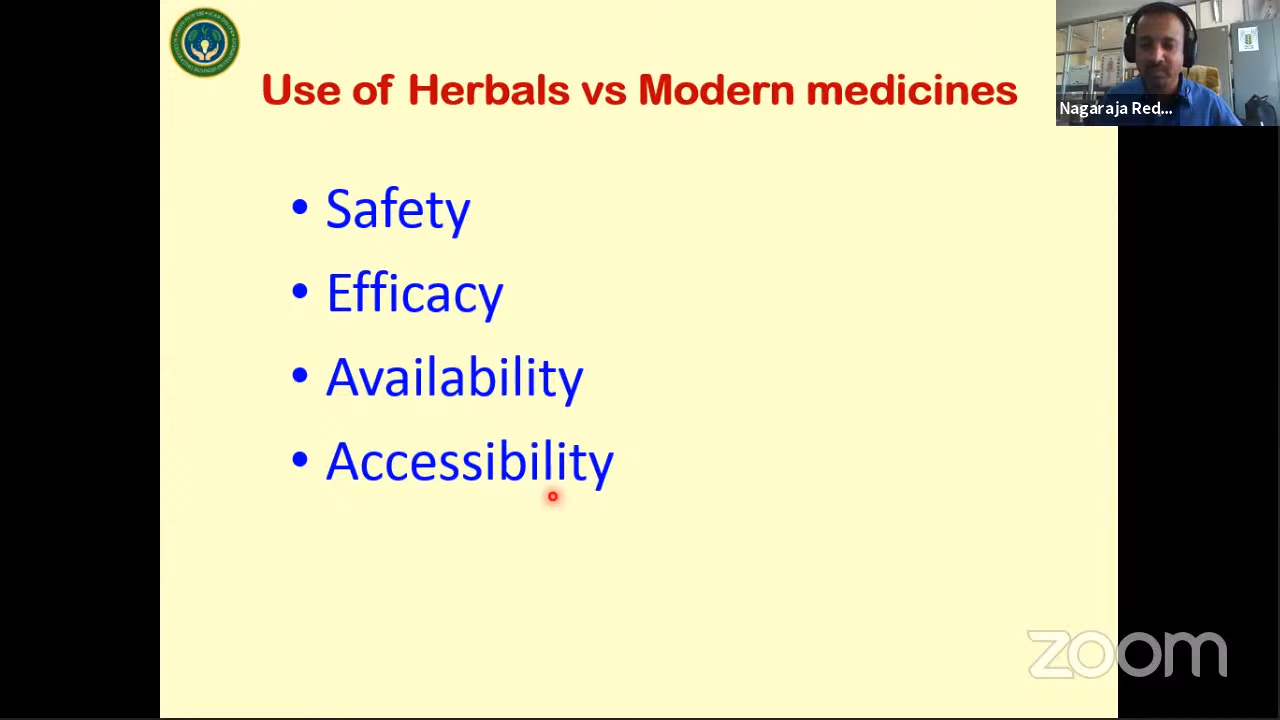 Use of Herbals vs Modern medicines
Nagaraja Red...
• Safety
• Efficacy
• Availability
• Accessibility
zoom